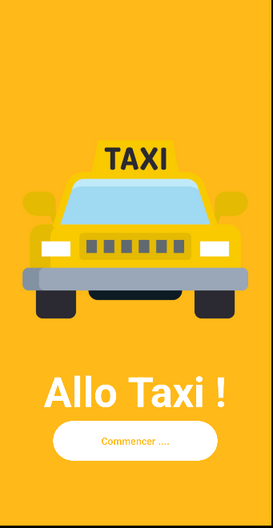 TAXI
Allo Taxi !
Commencer ....